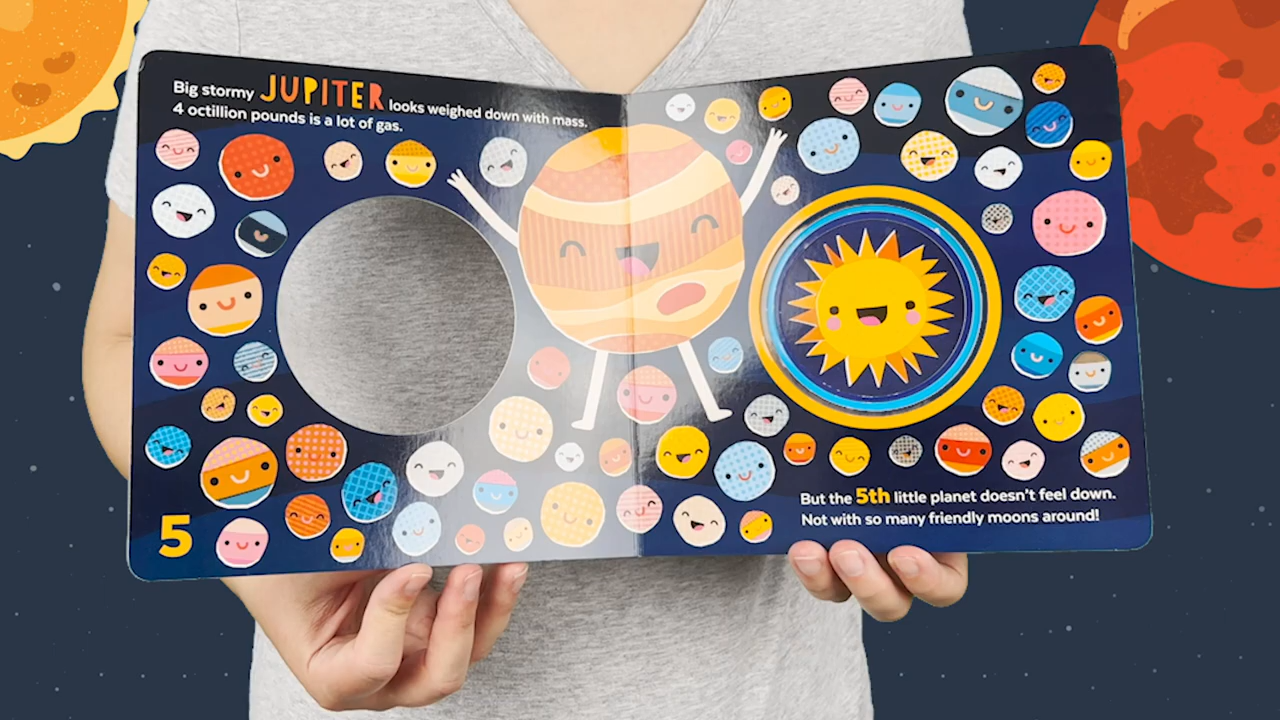 Big stormy JUPITER looks weighed down with mass.
4 octillion pounds is a lot of gas.
5
But the 5th little planet doesn't feel down.
Not with so many friendly moons around!